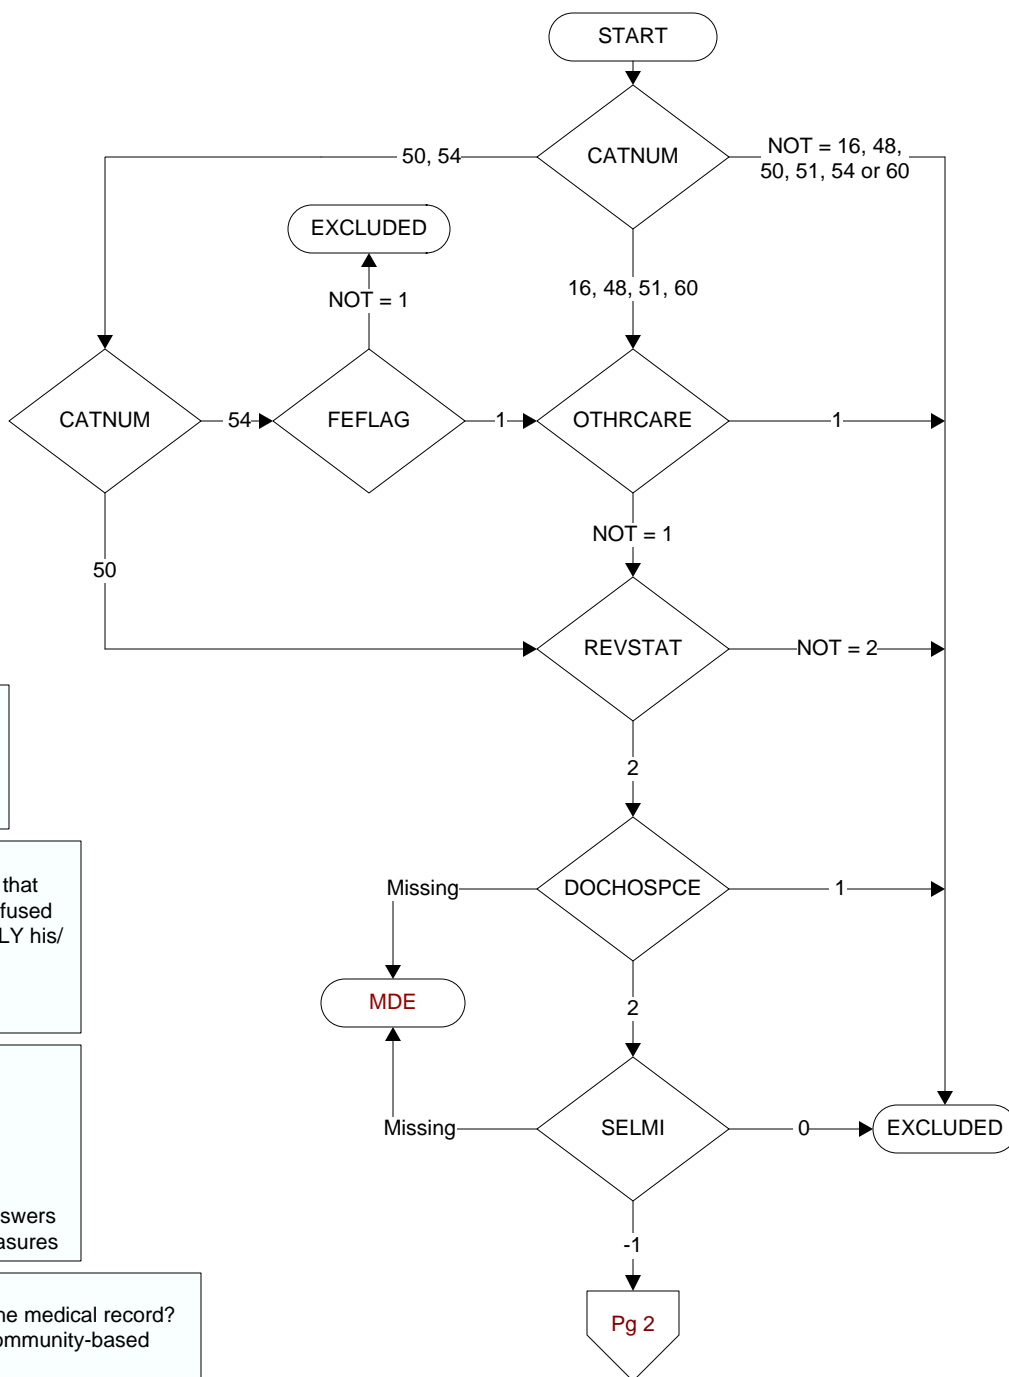 START
CATNUM
50, 54
NOT = 16, 48,
50, 51, 54 or 60
EXCLUDED
NOT = 1
16, 48, 51, 60
CATNUM
54
FEFLAG
1
OTHRCARE
1
NOT = 1
50
REVSTAT
NOT = 2
2
DOCHOSPCE
Missing
1
MDE
2
SELMI
Missing
0
EXCLUDED
-1
Pg 2
that
fused
LY his/
swers
asures
he medical record?
ommunity-based